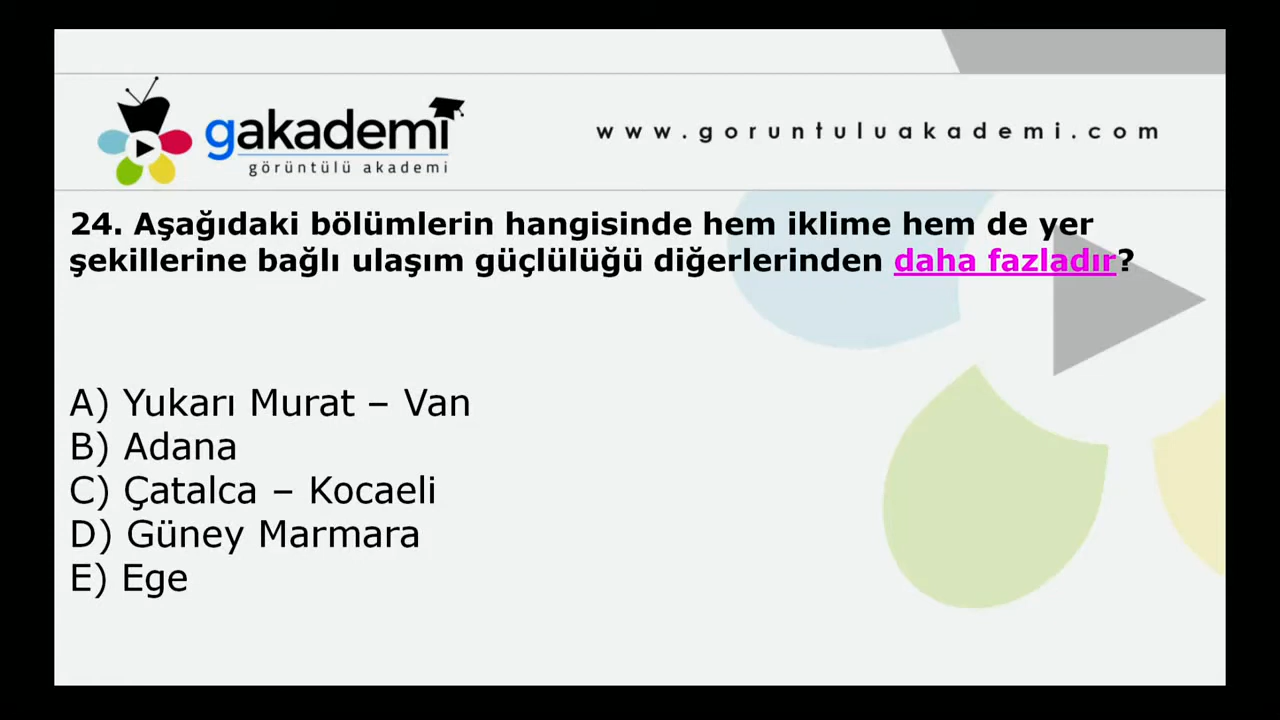 gakademi
görüntülü akademi
www.goruntuluakademi.com
24. Aşağıdaki bölümlerin hangisinde hem iklime hem de yer
şekillerine bağlı ulaşım güçlülüğü diğerlerinden daha fazladır?
A) Yukarı Murat – Van
B) Adana
C) Çatalca – Kocaeli
D) Güney Marmara
E) Ege